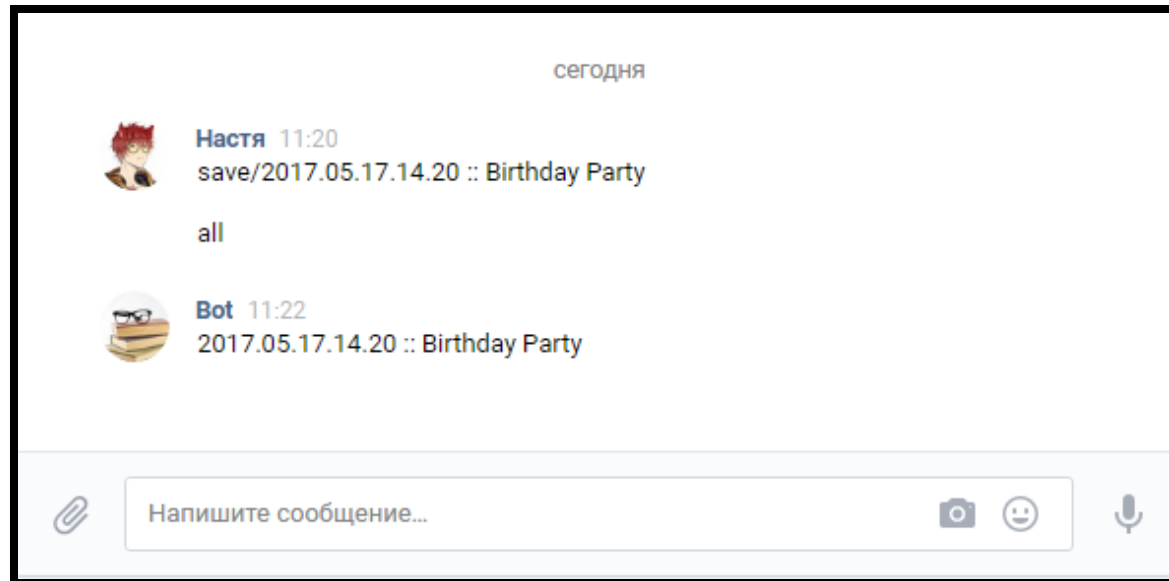 сегодня
Настя 11:20
save/2017.05.17.14.20 :: Birthday Party
all
Bot 11:22
2017.05.17.14.20 :: Birthday Party
Напишите сообщение...